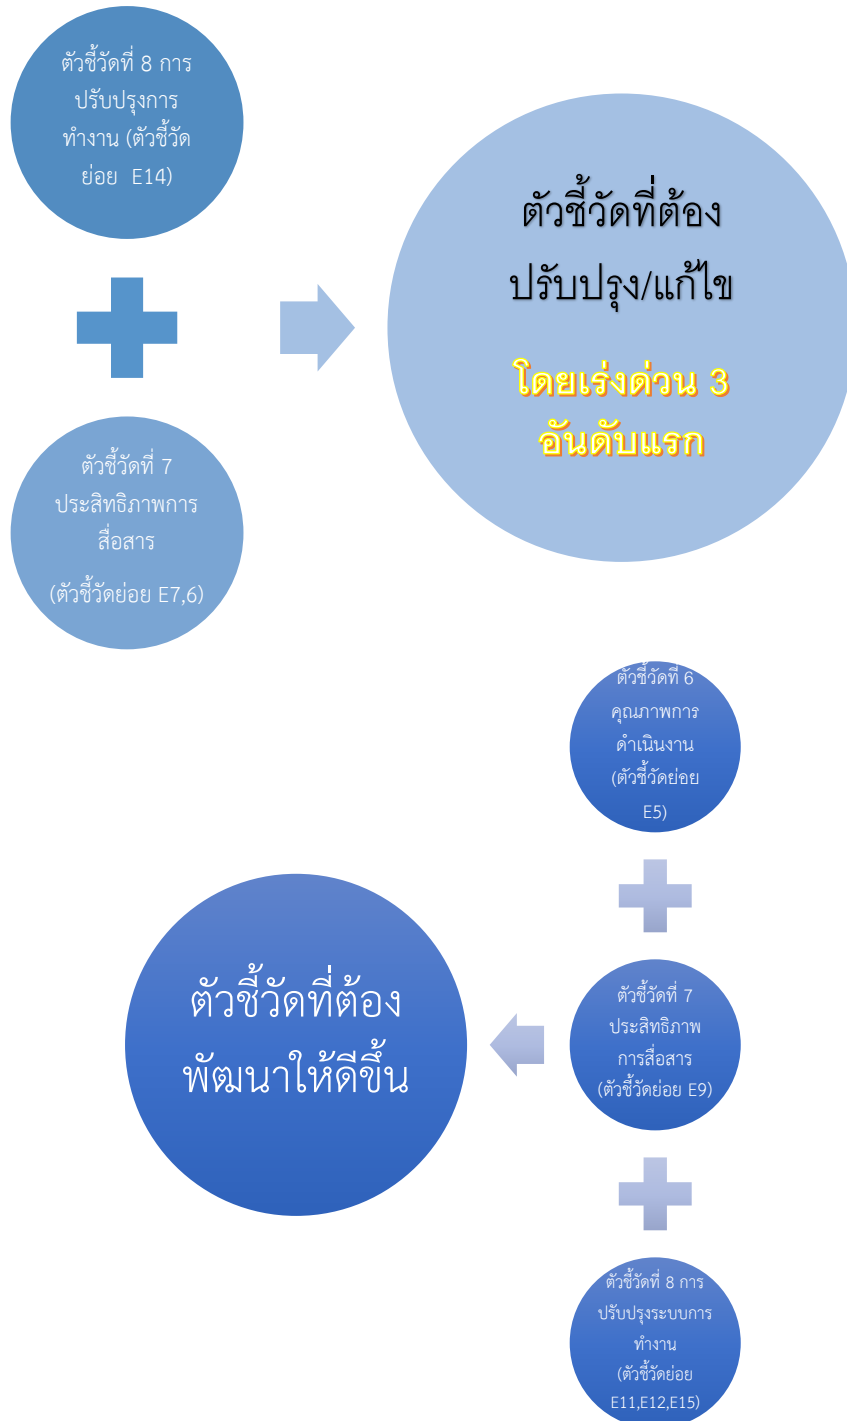 ตัวชี้วัดที่ 8 การ
ปรับปรุงการ
ทำงาน (ตัวชี้วัด
ย่อย  E14)
ตัวชี้วัดที่ 7
ประสิทธิภาพการ
สื่อสาร
(ตัวชี้วัดย่อย E7,6)
ตัวชี้วัดที่ต้อง
ปรับปรุง/แก้ไข
โดยเร่งด่วน 3
อันดับแรก
ตัวชี้วัดที่ 6
คุณภาพการ
ดำเนินงาน
(ตัวชี้วัดย่อย
E5)
ตัวชี้วัดที่ 7
ประสิทธิภาพ
การสื่อสาร
(ตัวชี้วัดย่อย E9)
ตัวชี้วัดที่ 8 การ
ปรับปรุงระบบการ
ทำงาน
(ตัวชี้วัดย่อย
E11,E12,E15)
ตัวชี้วัดที่ต้อง
พัฒนาให้ดีขึ้น